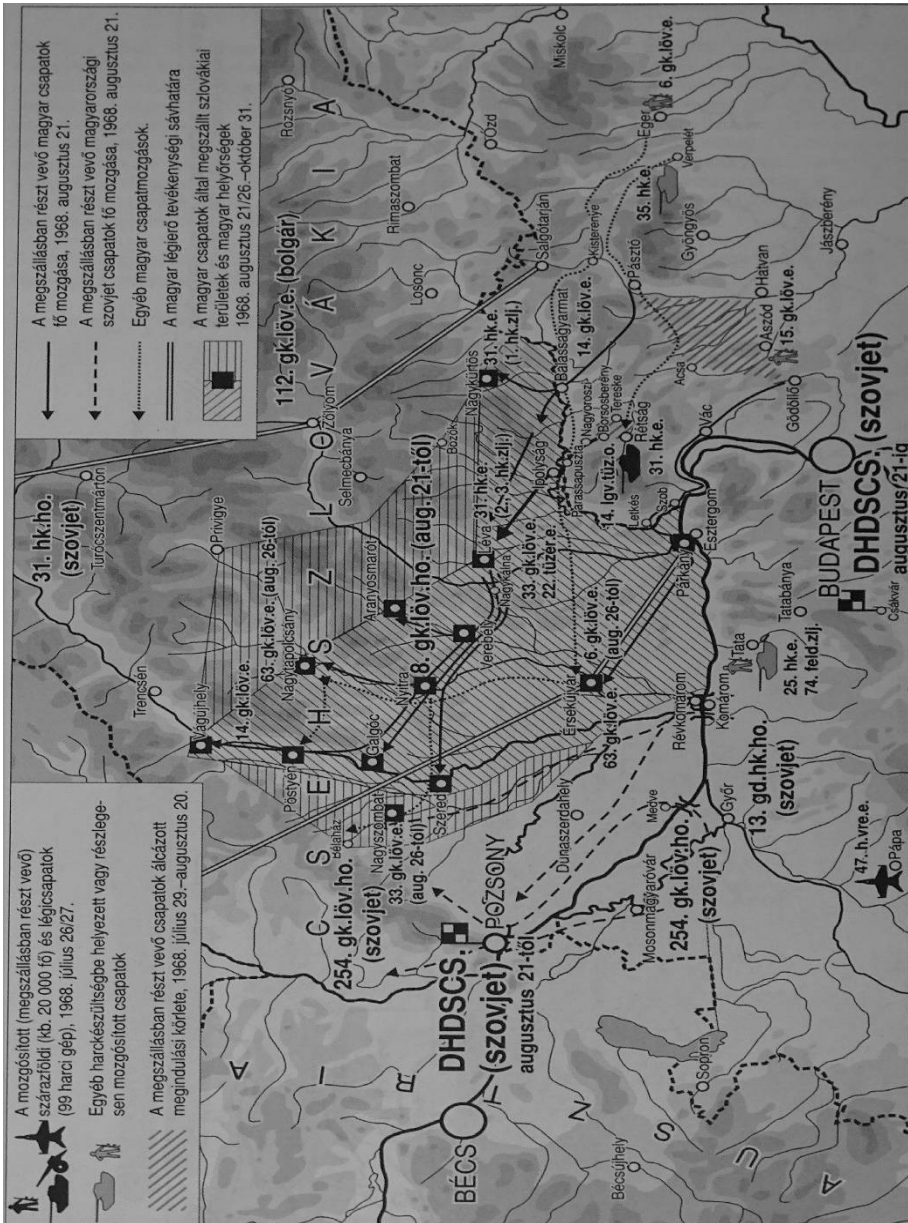 A mozgósított (megszállásban részt vevő)
szárazföldi (kb. 20 000 fő) és légicsapatok
(99 harci gép), 1968. július 26/27.
Egyéb harckészültségbe helyezett vagy részlege-
sen mozgósított csapatok
A megszállásban részt vevő csapatok álcázott
megindulási körlete, 1968. július 29.–augusztus 20.
A megszállásban részt vevő magyar csapatok
fő mozgása, 1968. augusztus 21.
A megszállásban részt vevő magyarországi
szovjet csapatok fő mozgása, 1968. augusztus 21.
Egyéb magyar csapatmozgások.
A magyar légierő tevékenységi sávhatára
A magyar csapatok által megszállt szlovákiai
területek és magyar helyőrségek
1968. augusztus 21/26.–október 31.
CSEHSZLOVÁKIA
AUSZTRIA
31. hk.ho.
(szovjet)
Turócszentmárton
112. gk.löv.e. (bolgár)
Trencsén
Vágújhely
14. gk.löv.e.
63. gk.löv.e. (aug. 26-tól)
Nagytapolcsány
Privigye
Zólyom
Rozsnyó
Rimaszombat
Losonc
Selmecbánya
Bozók
Pöstyén
Galgóc
Aranyosmarót
8. gk.löv.ho. (aug. 21-től)
Nyitra
Verebély
Nagykálna
Léva
31. hk.e.
(2–3. hk.zlj.)
Nagykürtös
31. hk.e.
(1. hk.zlj.)
Ipolyság
33. gk.löv.e.
22. tüzér.e.
254. gk.löv.ho.
(szovjet)
Béláház
Nagyszombat
33. gk.löv.e.
(aug. 26-tól)
Szered
Érsekújvár
6. gk.löv.e.
(aug. 26-tól)
63. gk.löv.e.
Párkány
Esztergom
Szob
Letkés
14. lgv.tüz.o.
Parassapuszta
Nagyoroszi
Borsosberény
Tereske
Rétság
31. hk.e.
Balassagyarmat
14. gk.löv.e.
Salgótarján
Kisterenye
Pásztó
Ózd
Miskolc
Eger
6. gk.löv.e.
Verpelét
35. hk.e.
Gyöngyös
Hatvan
Jászberény
Aszód
15. gk.löv.e.
Acsa
Vác
Gödöllő
BUDAPEST
DHDSCS (szovjet)
augusztus 21-ig
Csákvár
Tatabánya
Tata
25. hk.e.
74. feld.zlj.
Révkomárom
Komárom
13. gd.hk.ho.
(szovjet)
Győr
Medve
Dunaszerdahely
DHDSCS
(szovjet)
augusztus 21-től
POZSONY
Mosonmagyaróvár
254. gk.löv.ho.
(szovjet)
47. h.vre.e.
Pápa
Sopron
BÉCS
Bécsújhely